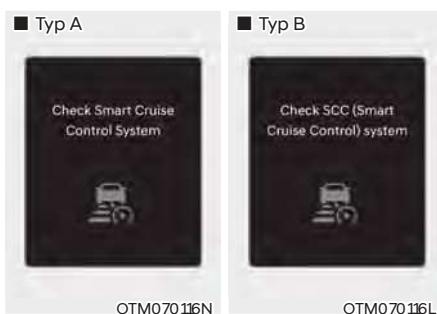 ■ Typ A
Check Smart Cruise
Control System
OTM070116N
■ Typ B
Check SCC (Smart
Cruise Control) system
OTM070116L